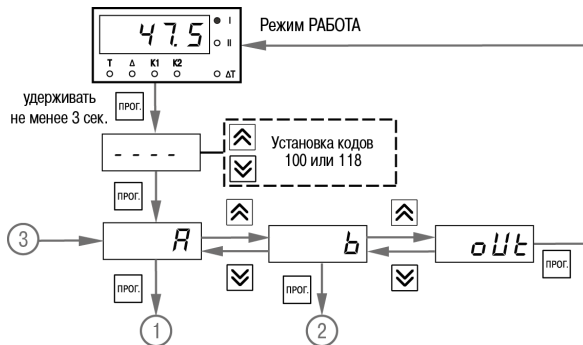 47.5
I
II
Режим РАБОТА
T Δ K1 K2 ΔT
удерживать
не менее 3 сек.
ПРОГ.
- - - -
Установка кодов
100 или 118
ПРОГ.
3
A
b
oUt
ПРОГ.
ПРОГ.
ПРОГ.
1
2